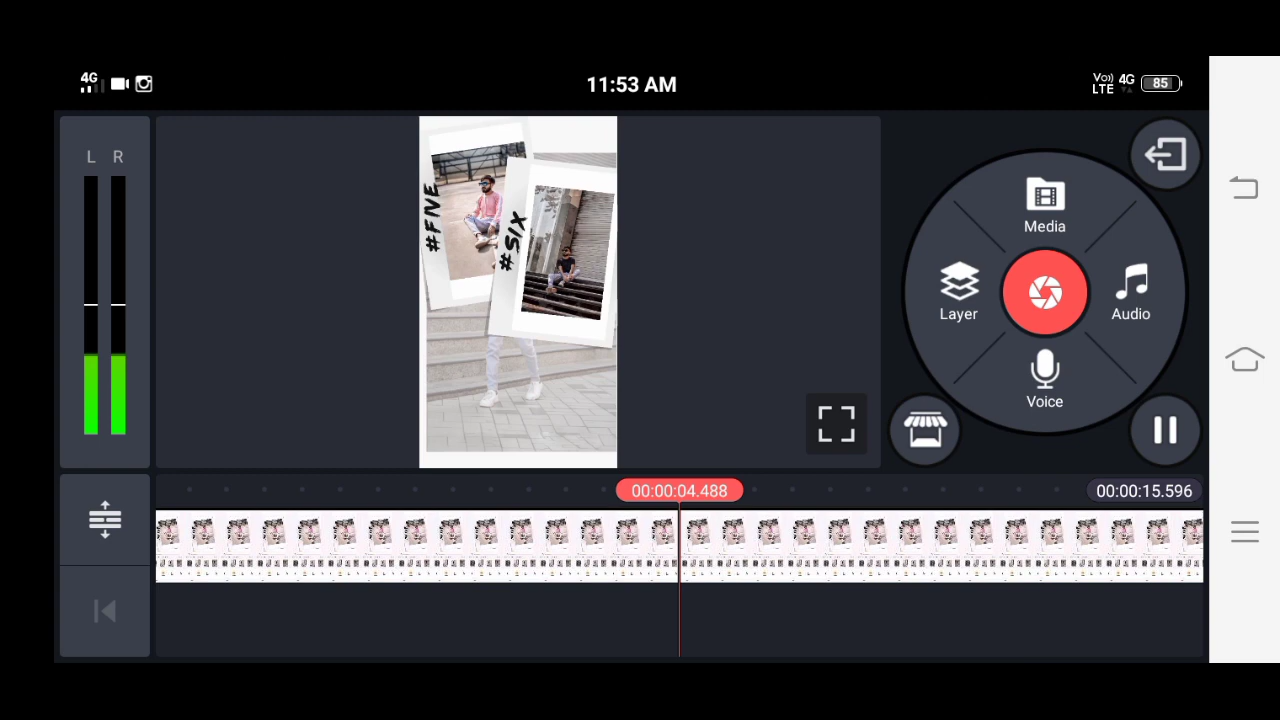 4G
11:53 AM
Vo)) 4G
LTE
85
L R
#FIVE
#SIX
Media
Layer
Audio
Voice
00:00:04.488
00:00:15.596